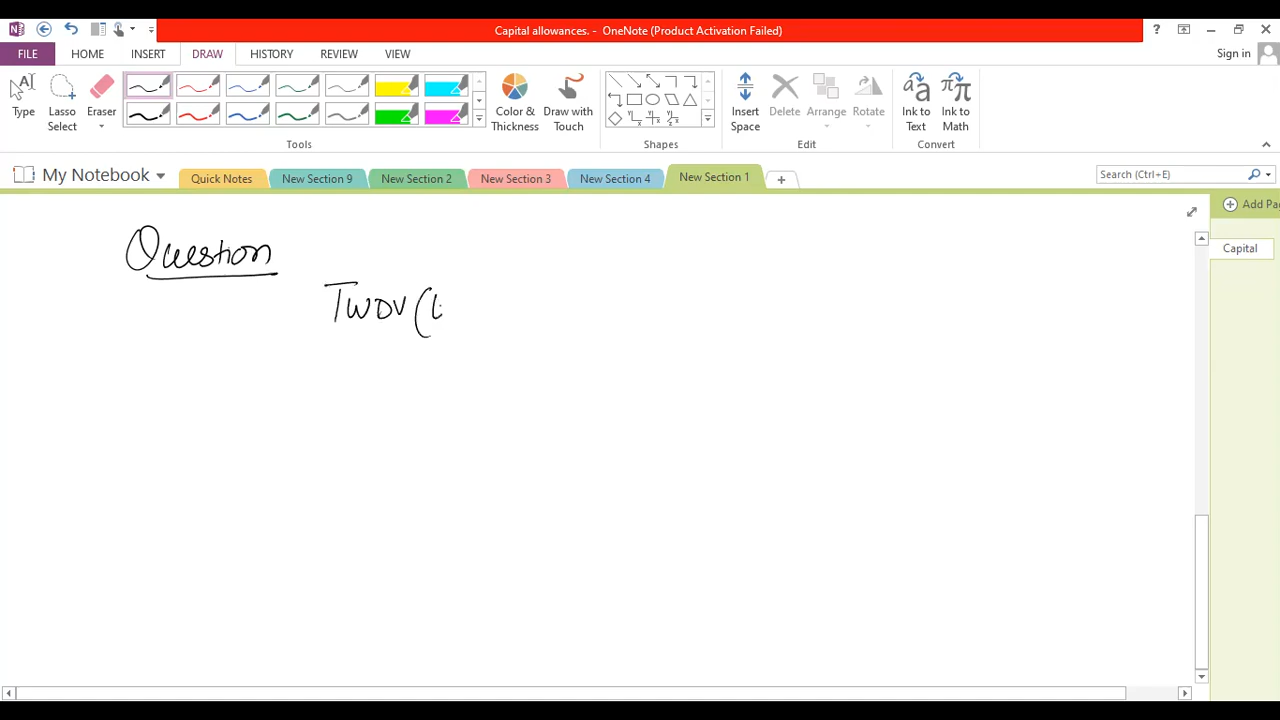 Capital allowances. - OneNote (Product Activation Failed)
FILE HOME INSERT DRAW HISTORY REVIEW VIEW Sign in
Type Lasso Select Eraser Color & Thickness Draw with Touch Insert Space Delete Arrange Rotate Ink to Text Ink to Math
Tools Shapes Edit Convert
My Notebook Quick Notes New Section 9 New Section 2 New Section 3 New Section 4 New Section 1 Search (Ctrl+E)
Add Pa
Capital
Question
TWDV (